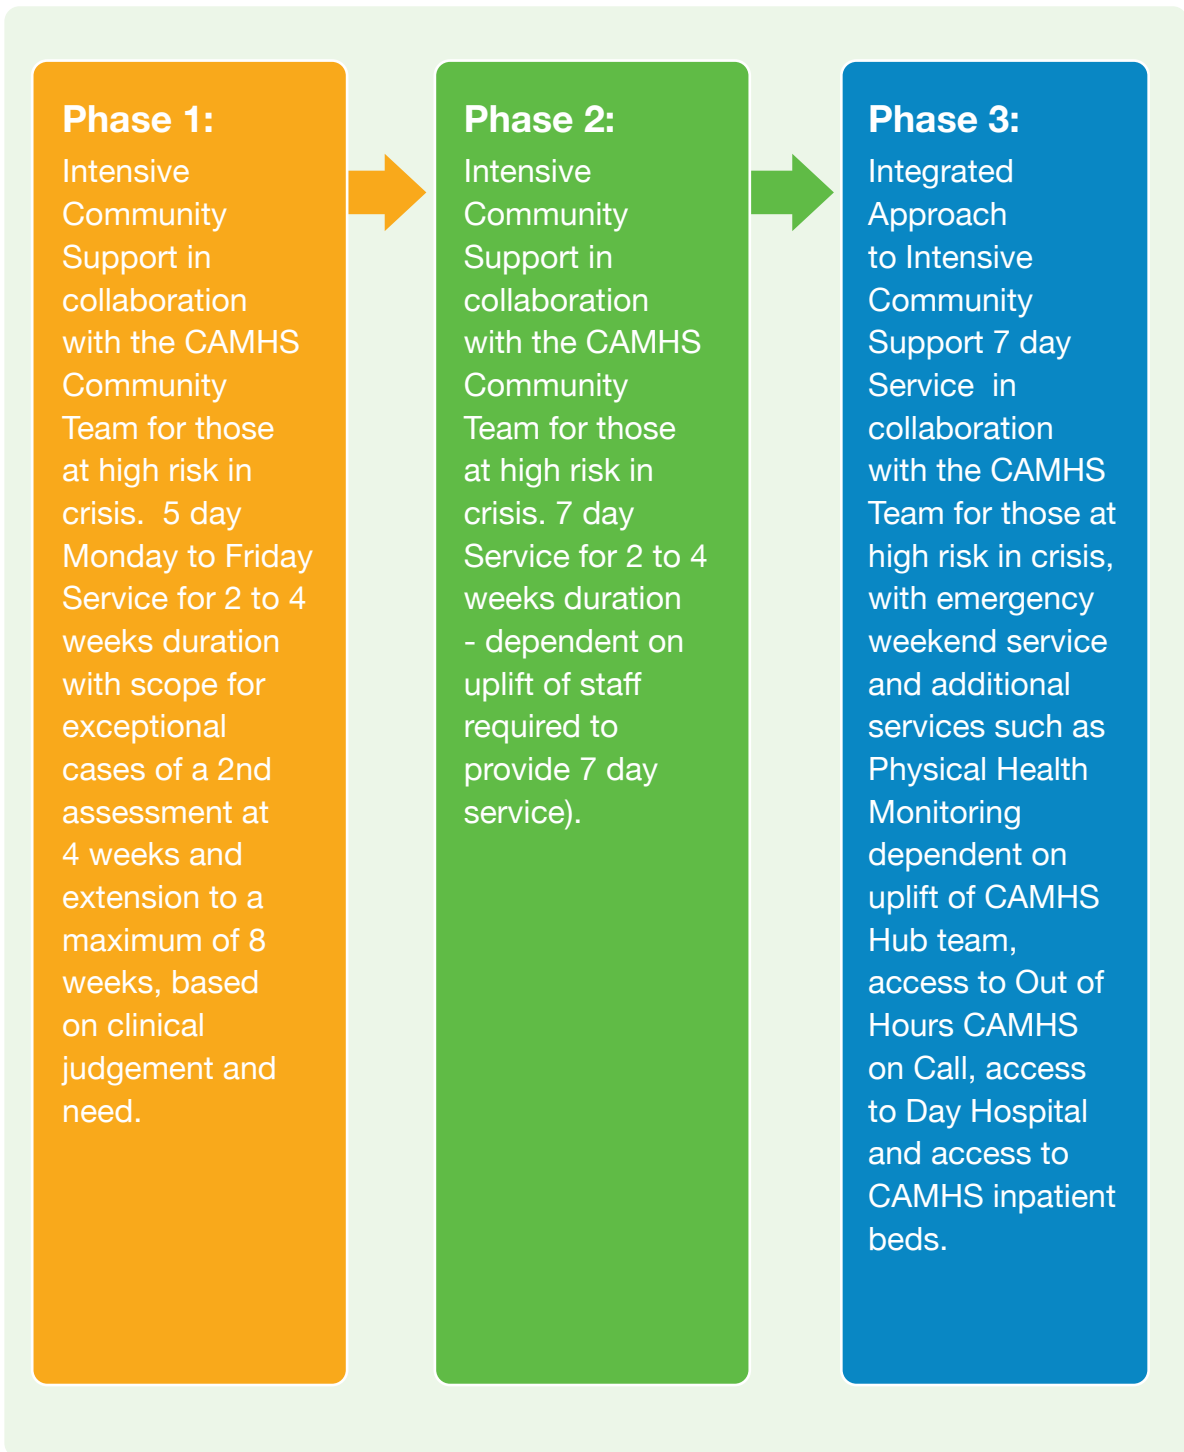 Phase 1:
Intensive
Community
Support in
collaboration
with the CAMHS
Community
Team for those
at high risk in
crisis.  5 day
Monday to Friday
Service for 2 to 4
weeks duration
with scope for
exceptional
cases of a 2nd
assessment at
4 weeks and
extension to a
maximum of 8
weeks, based
on clinical
judgement and
need.
Phase 2:
Intensive
Community
Support in
collaboration
with the CAMHS
Community
Team for those
at high risk in
crisis. 7 day
Service for 2 to 4
weeks duration
- dependent on
uplift of staff
required to
provide 7 day
service).
Phase 3:
Integrated
Approach
to Intensive
Community
Support 7 day
Service  in
collaboration
with the CAMHS
Team for those at
high risk in crisis,
with emergency
weekend service
and additional
services such as
Physical Health
Monitoring
dependent on
uplift of CAMHS
Hub team,
access to Out of
Hours CAMHS
on Call, access
to Day Hospital
and access to
CAMHS inpatient
beds.